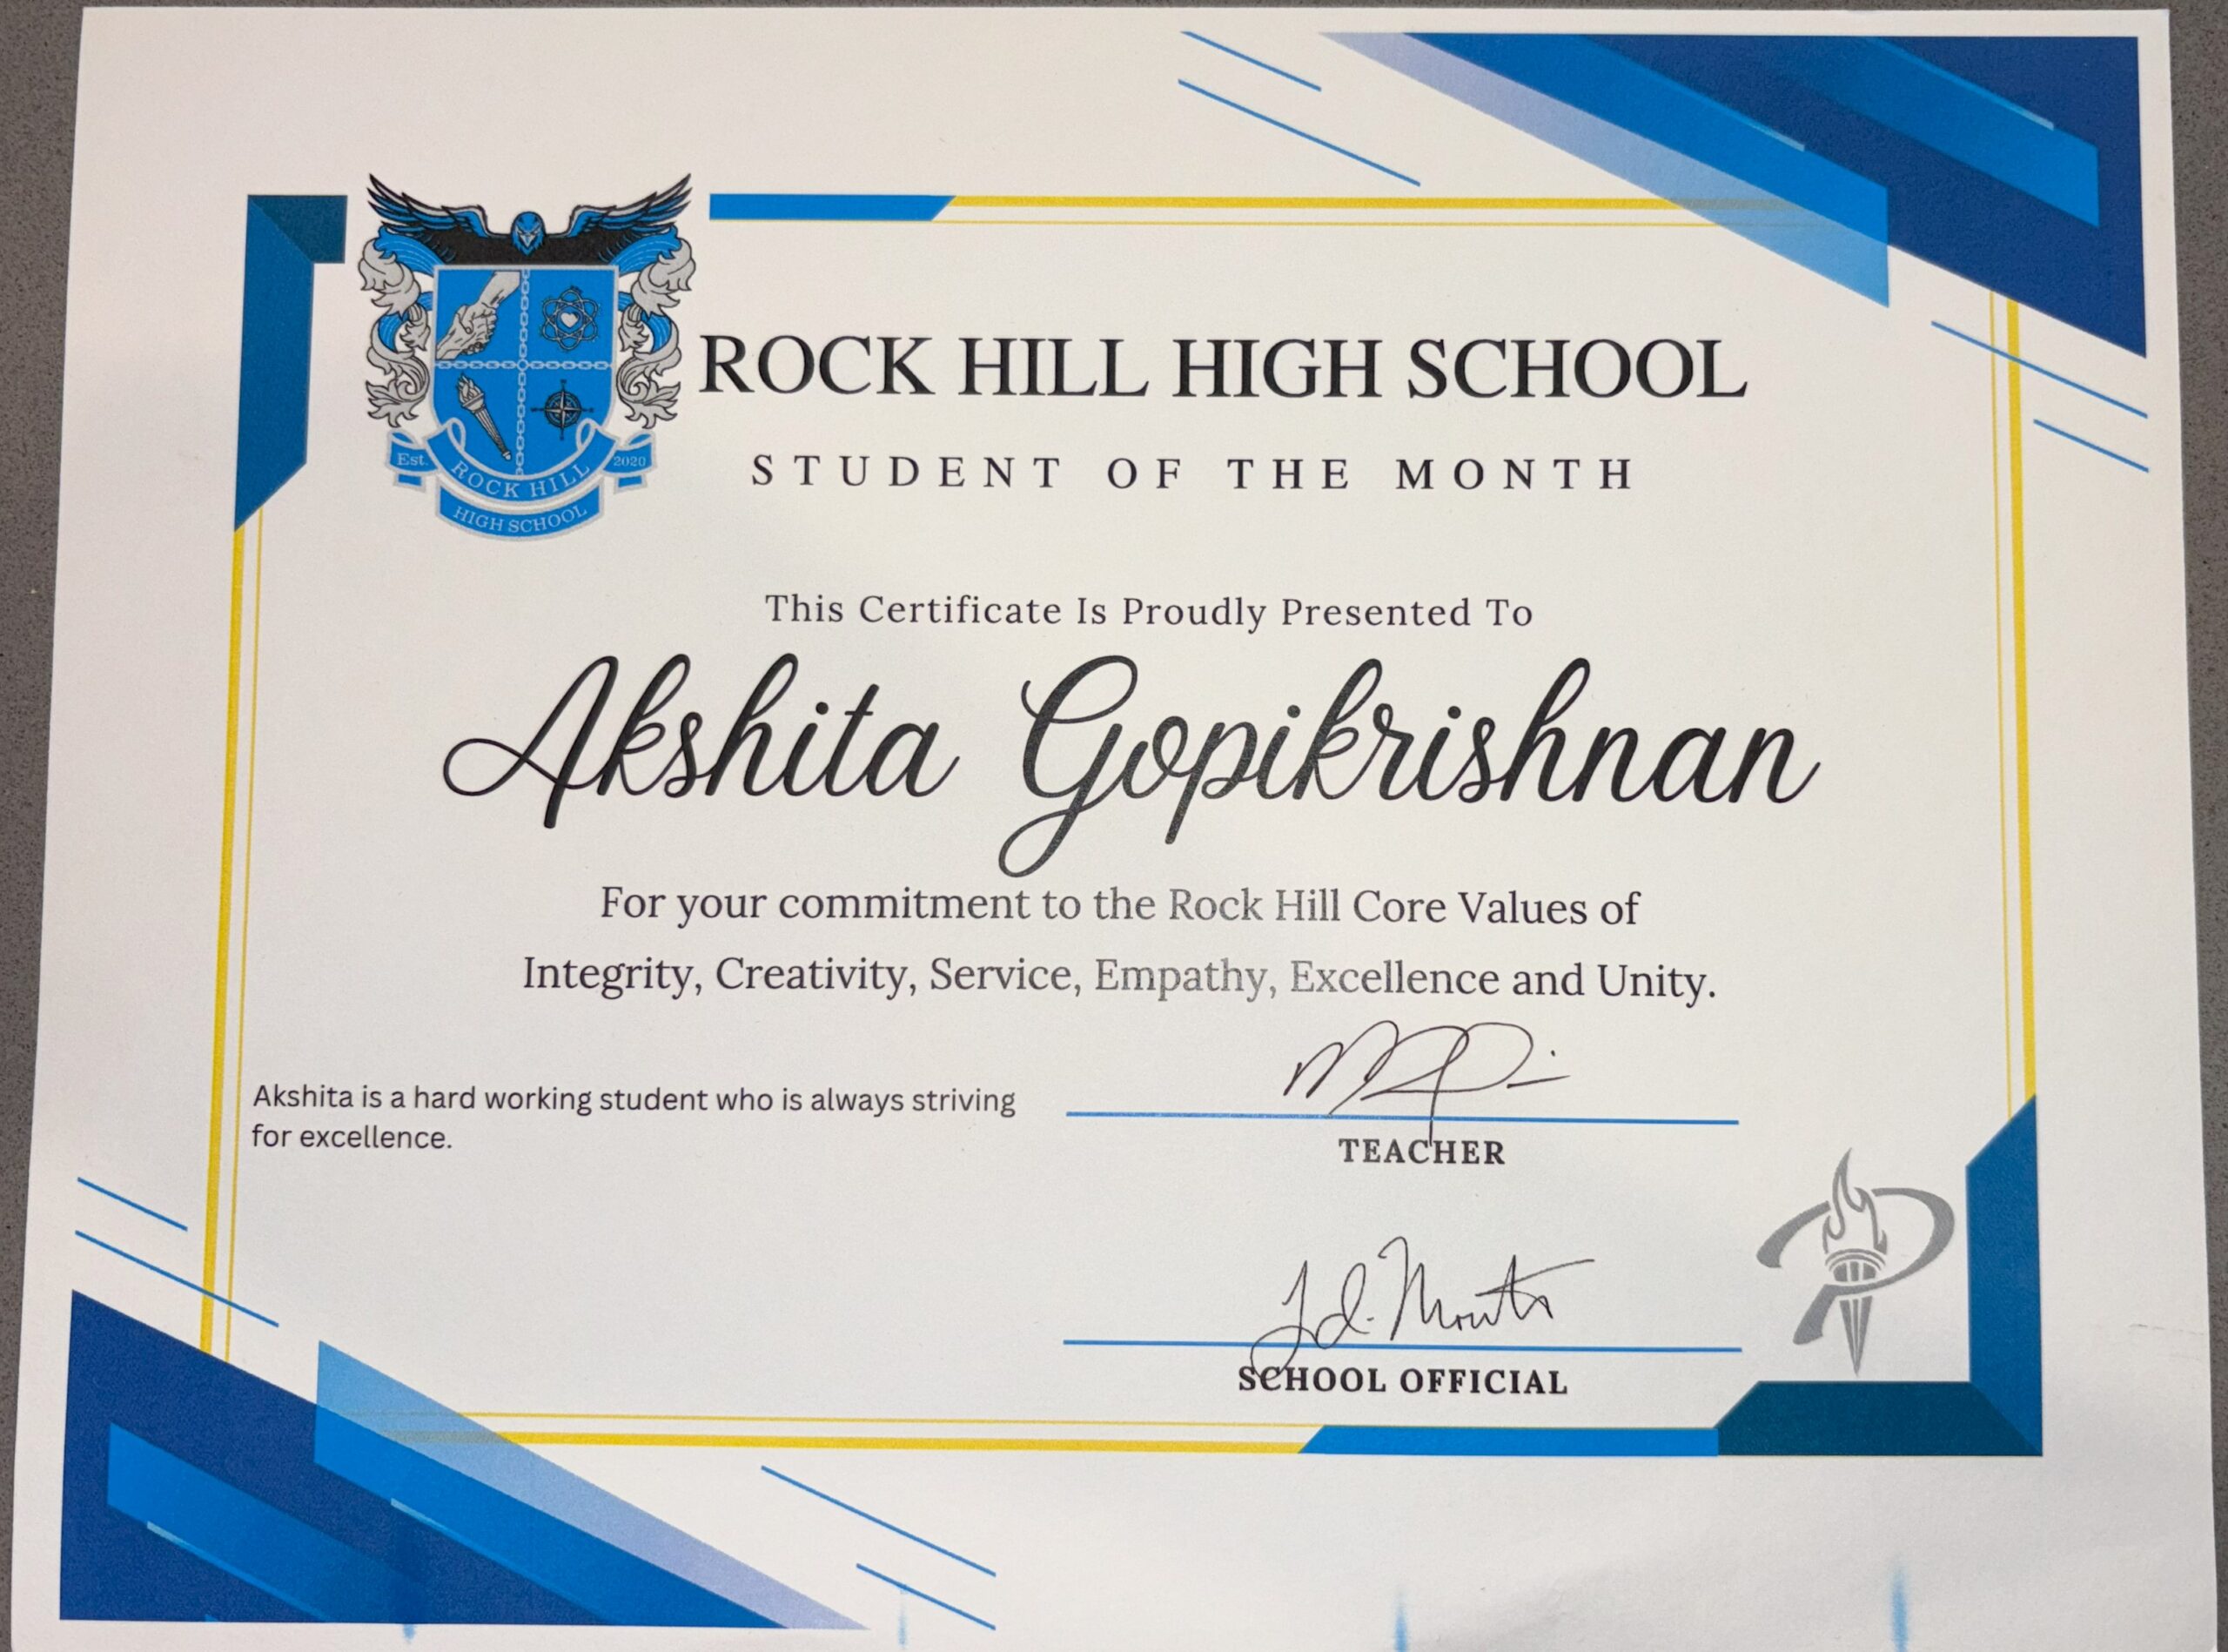 Est.
2020
ROCK HILL
HIGH SCHOOL
ROCK HILL HIGH SCHOOL
STUDENT OF THE MONTH
This Certificate Is Proudly Presented To
Akshita Gopikrishnan
For your commitment to the Rock Hill Core Values of
Integrity, Creativity, Service, Empathy, Excellence and Unity.
Akshita is a hard working student who is always striving
for excellence.
TEACHER
SCHOOL OFFICIAL